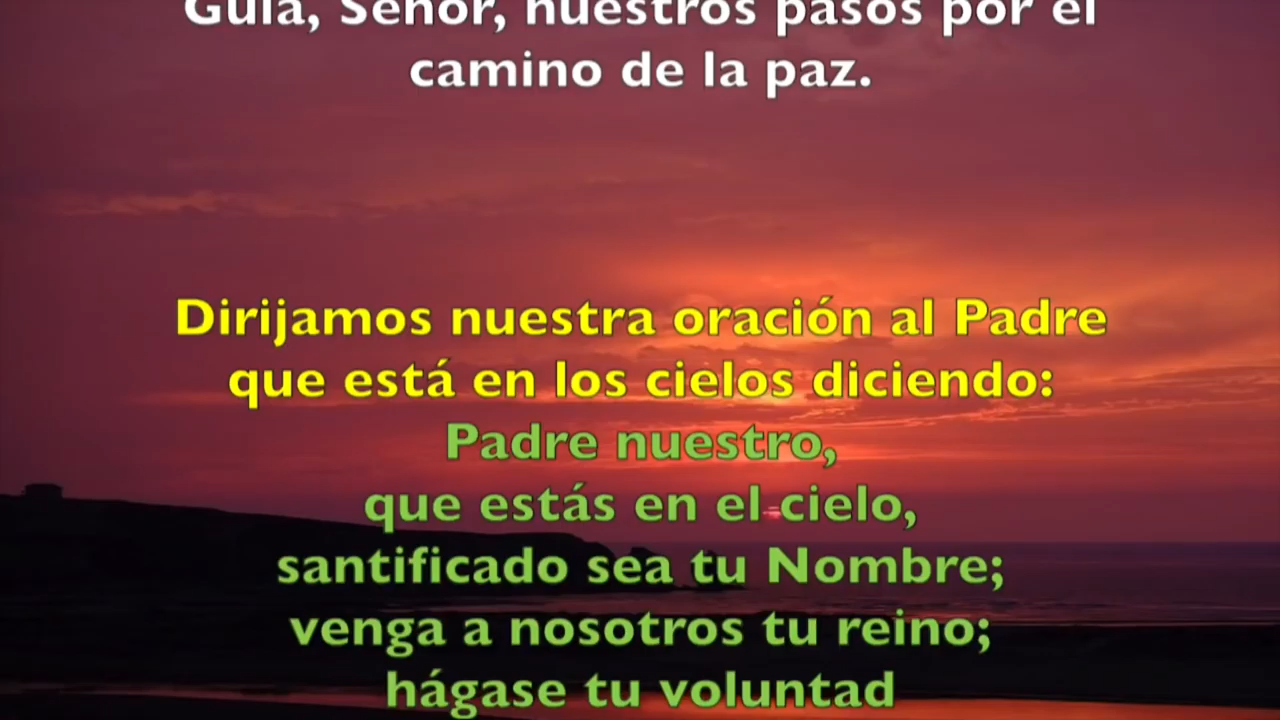 Guía, Señor, nuestros pasos por el
camino de la paz.
Dirijamos nuestra oración al Padre
que está en los cielos diciendo:
Padre nuestro,
que estás en el cielo,
santificado sea tu Nombre;
venga a nosotros tu reino;
hágase tu voluntad